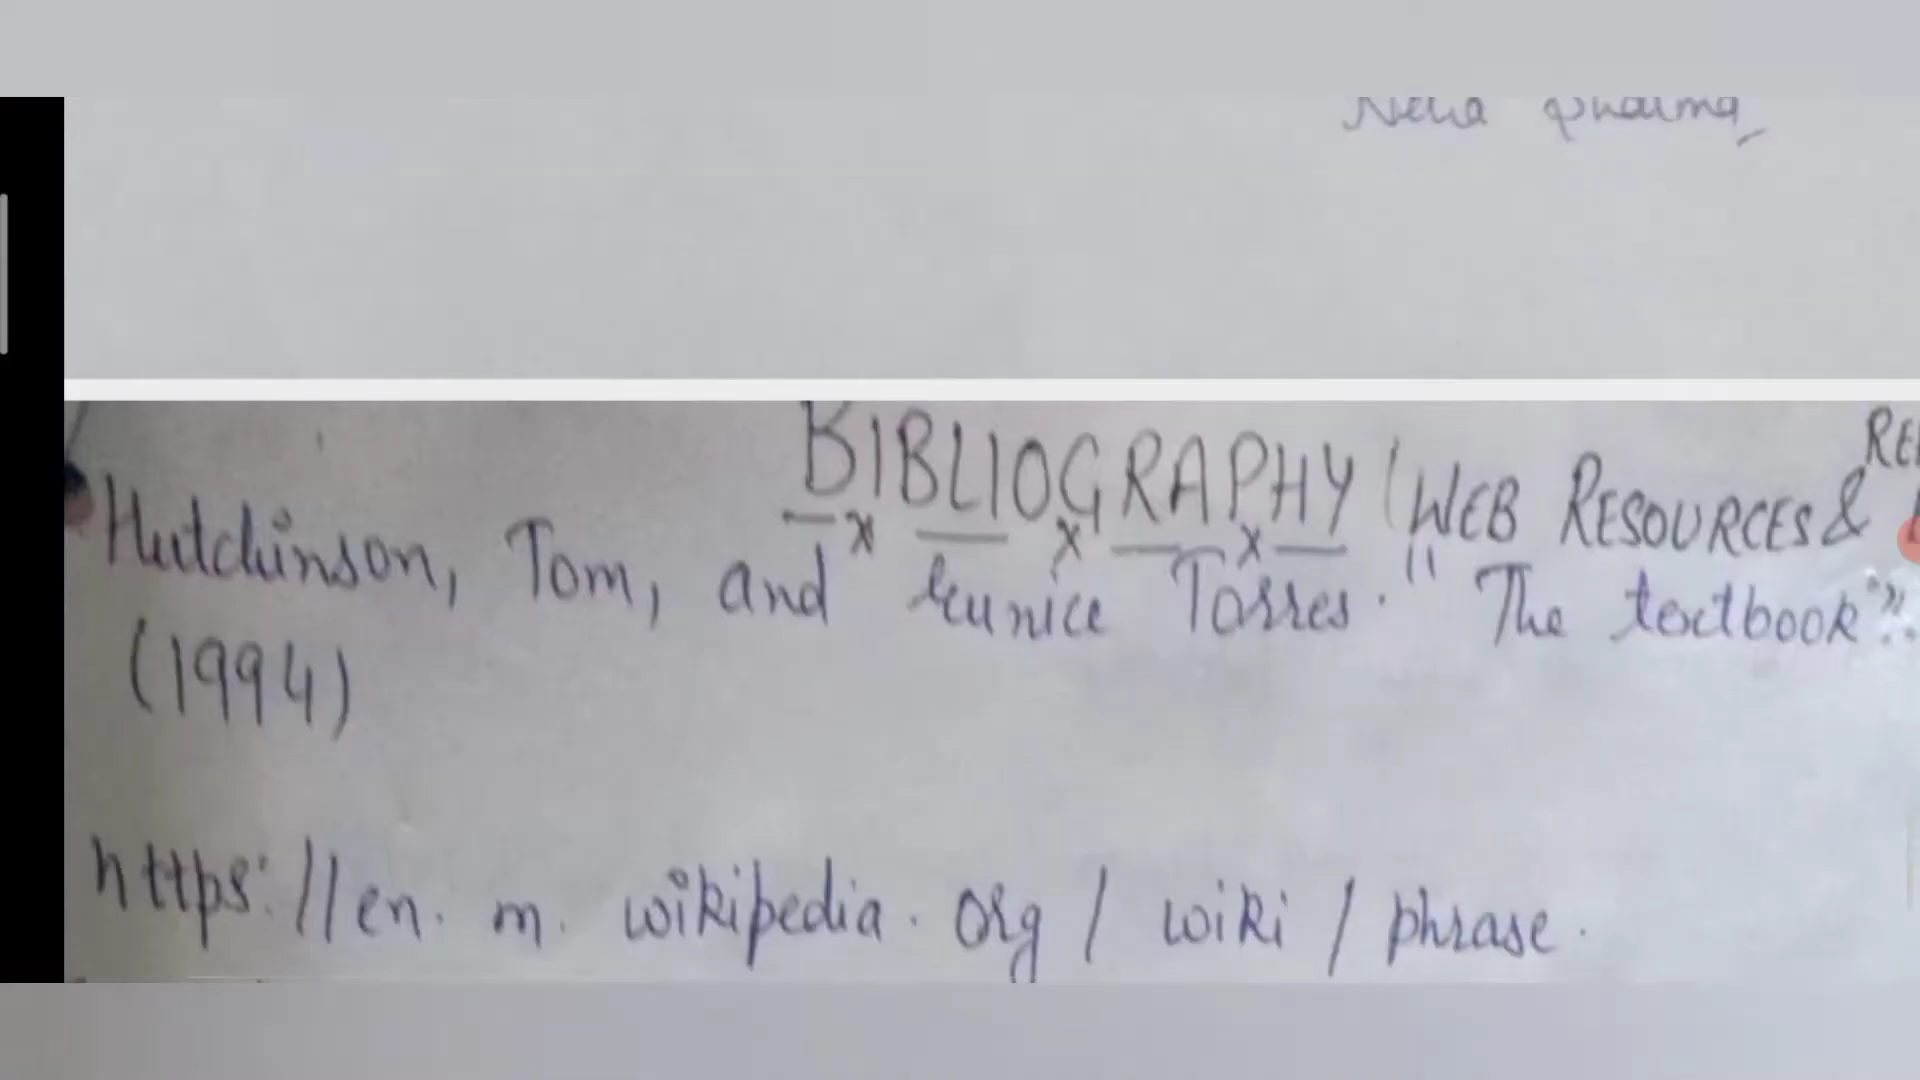 BIBLIOGRAPHY (WEB RESOURCES &
Hutchinson, Tom, and Eunice Torres. " The textbook".
(1994)
https://en.m.wikipedia.org/wiki/phrase.